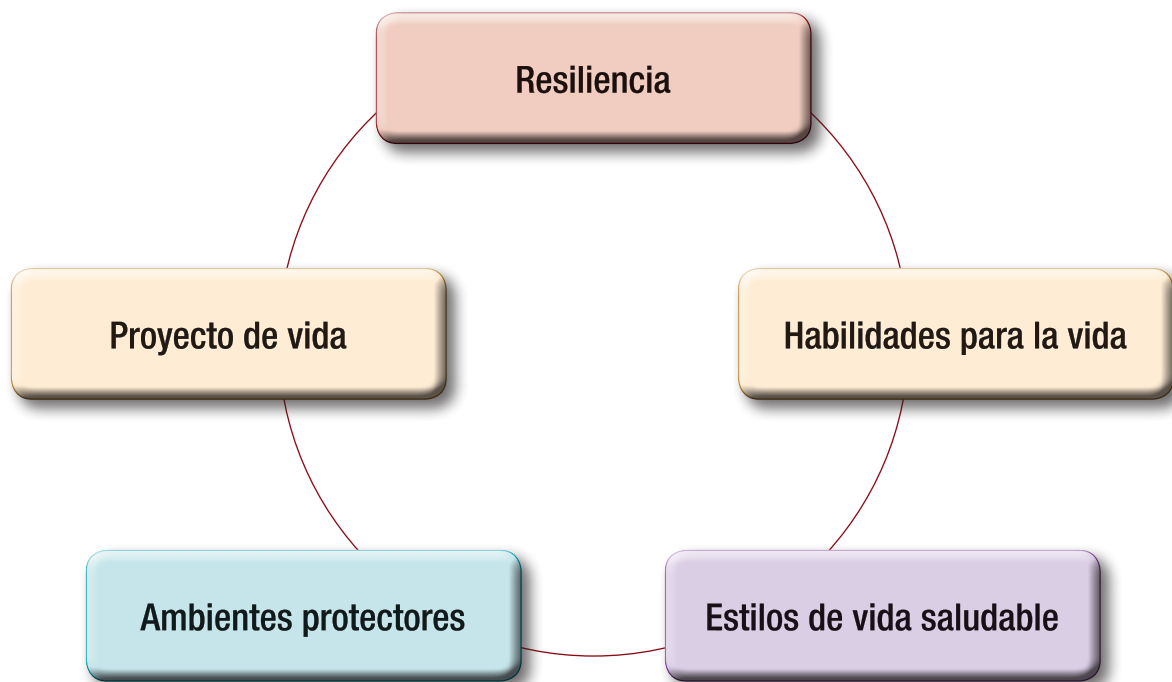 Resiliencia
Proyecto de vida
Habilidades para la vida
Ambientes protectores
Estilos de vida saludable